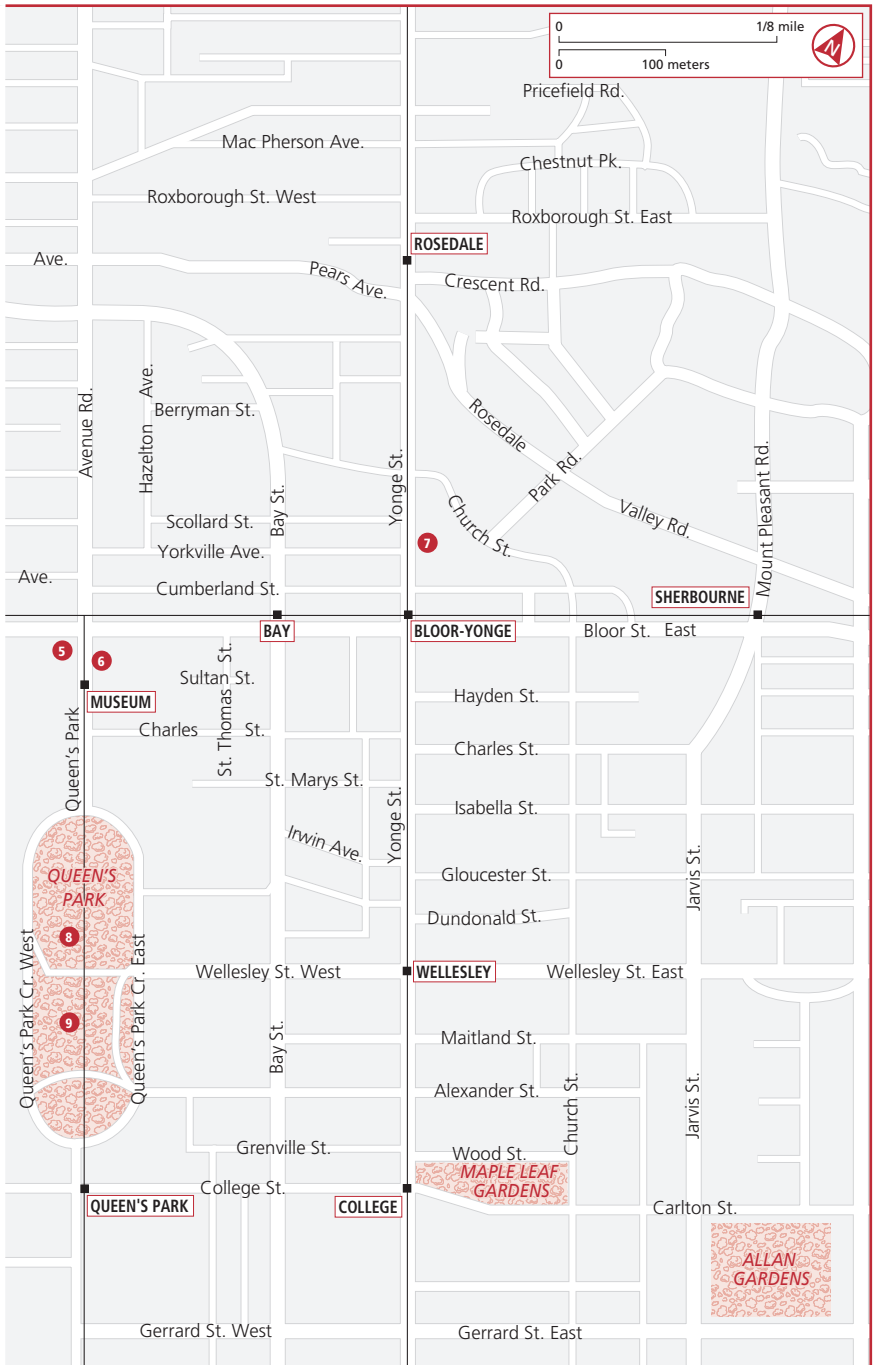 0 1/8 mile
0 100 meters
N
Pricefield Rd.
Mac Pherson Ave.
Chestnut Pk.
Roxborough St. West
Roxborough St. East
ROSEDALE
Ave.
Pears Ave.
Crescent Rd.
Avenue Rd.
Hazelton Ave.
Berryman St.
Bay St.
Yonge St.
Rosedale
Valley Rd.
Park Rd.
Mount Pleasant Rd.
Scollard St.
Church St.
Yorkville Ave.
7
Ave.
Cumberland St.
SHERBOURNE
BAY
BLOOR-YONGE
Bloor St. East
5
6
Sultan St.
St. Thomas St.
MUSEUM
Hayden St.
Queen's Park
Charles St.
Charles St.
St. Marys St.
Isabella St.
Yonge St.
Irwin Ave.
Jarvis St.
QUEEN'S
PARK
Gloucester St.
Dundonald St.
8
Queen's Park Cr. West
Queen's Park Cr. East
Wellesley St. West
WELLESLEY
Wellesley St. East
9
Bay St.
Maitland St.
Alexander St.
Church St.
Jarvis St.
Grenville St.
Wood St.
MAPLE LEAF
GARDENS
QUEEN'S PARK
College St.
COLLEGE
Carlton St.
ALLAN
GARDENS
Gerrard St. West
Gerrard St. East